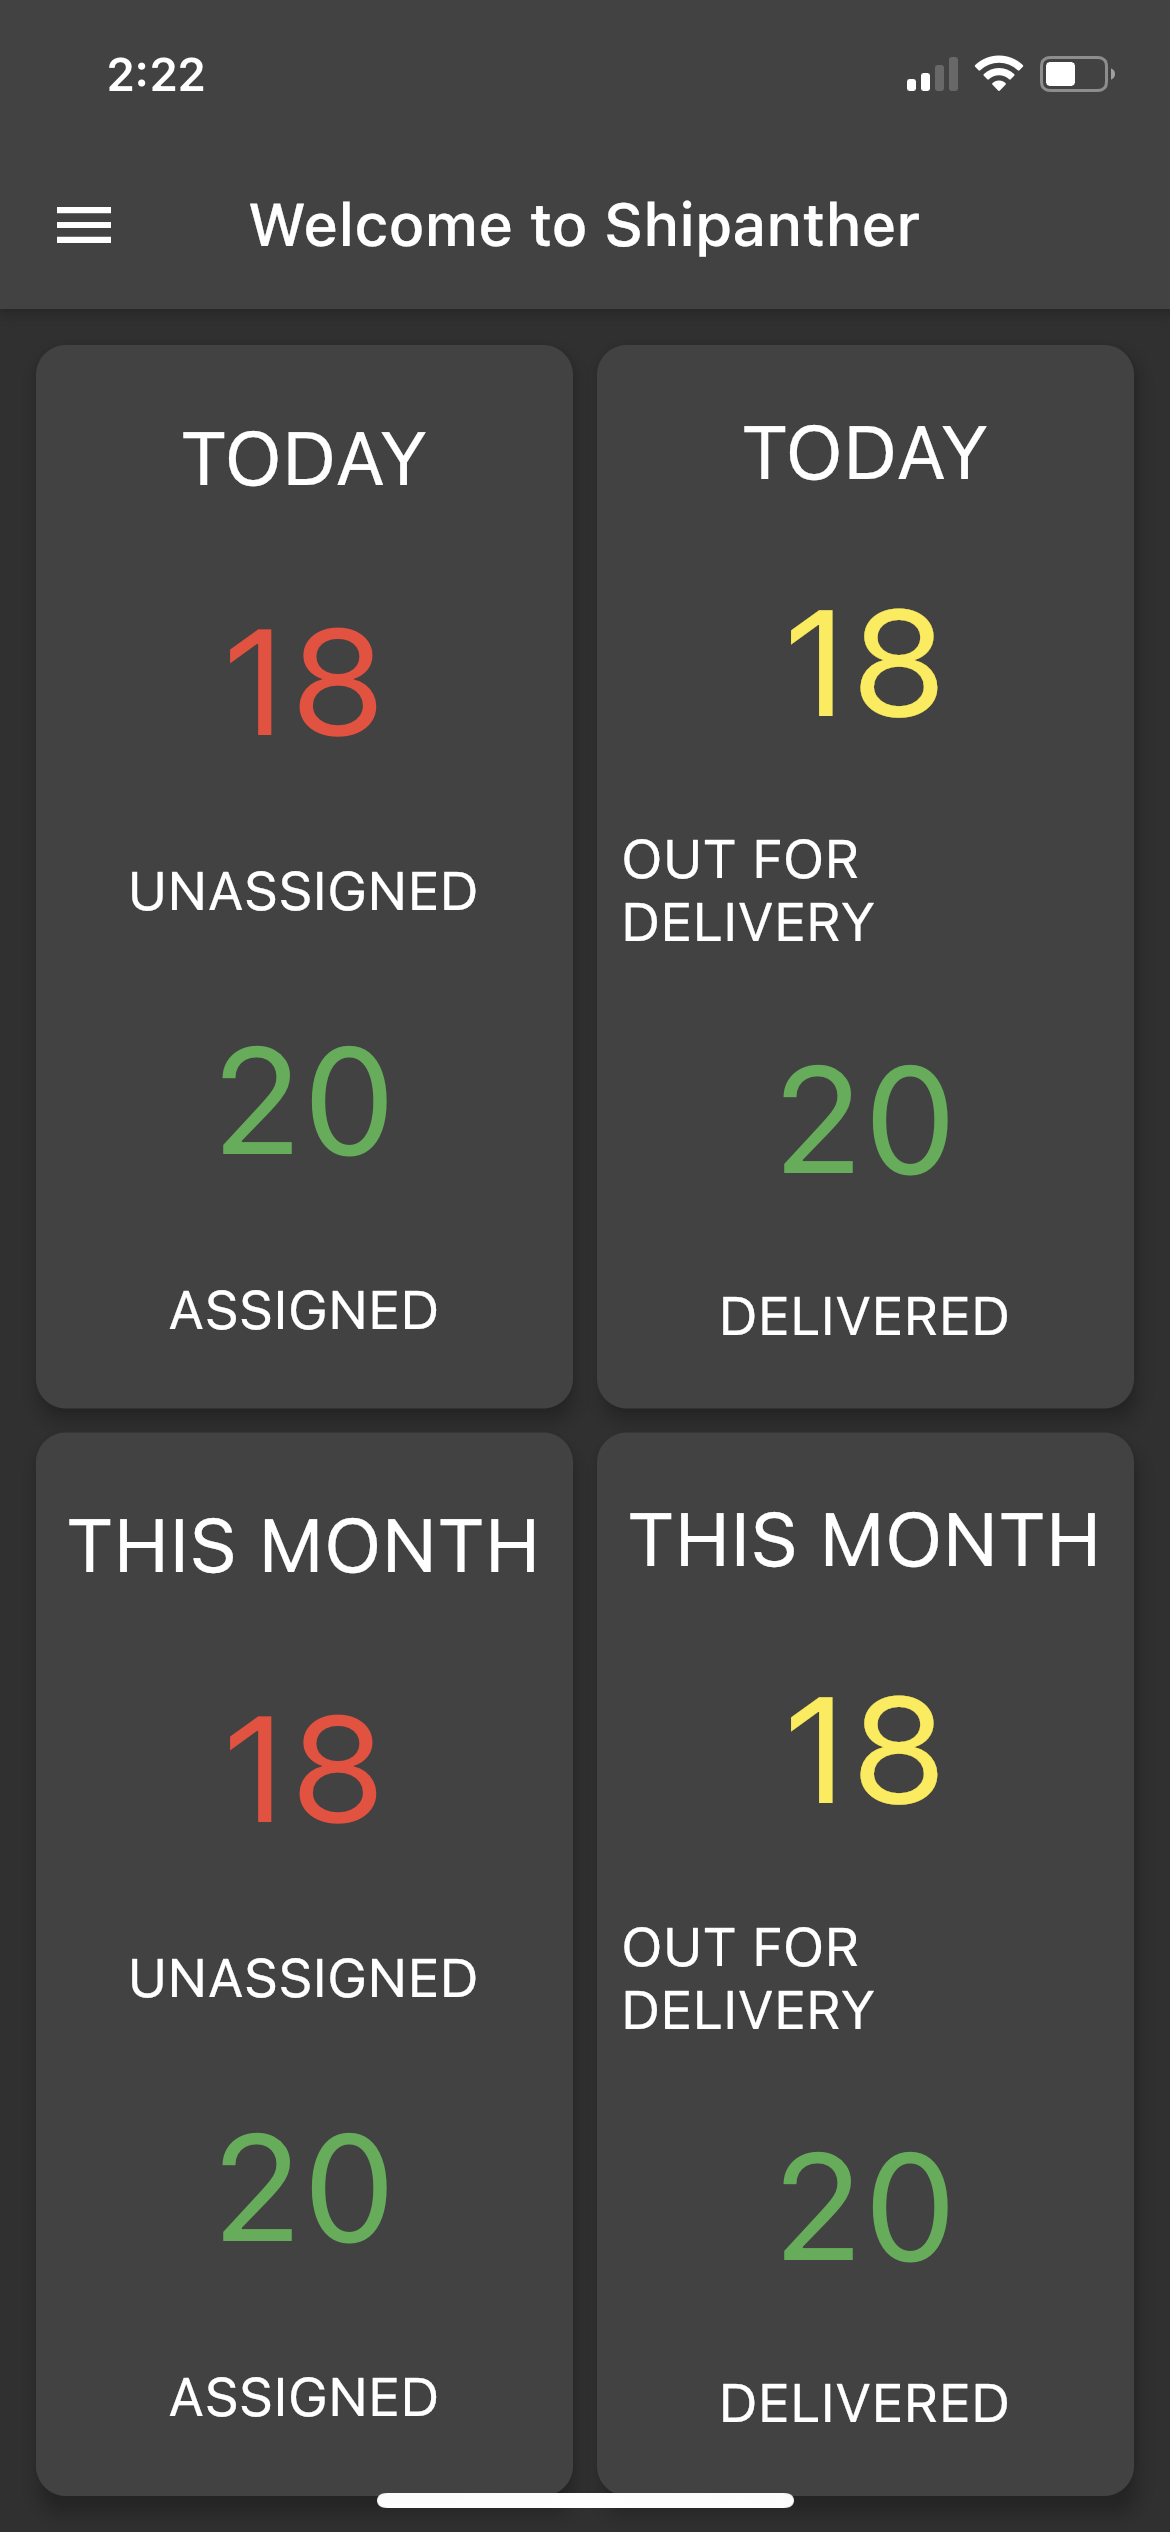 2:22
Welcome to Shipanther
TODAY
18
UNASSIGNED
20
ASSIGNED
TODAY
18
OUT FOR
DELIVERY
20
DELIVERED
THIS MONTH
18
UNASSIGNED
20
ASSIGNED
THIS MONTH
18
OUT FOR
DELIVERY
20
DELIVERED